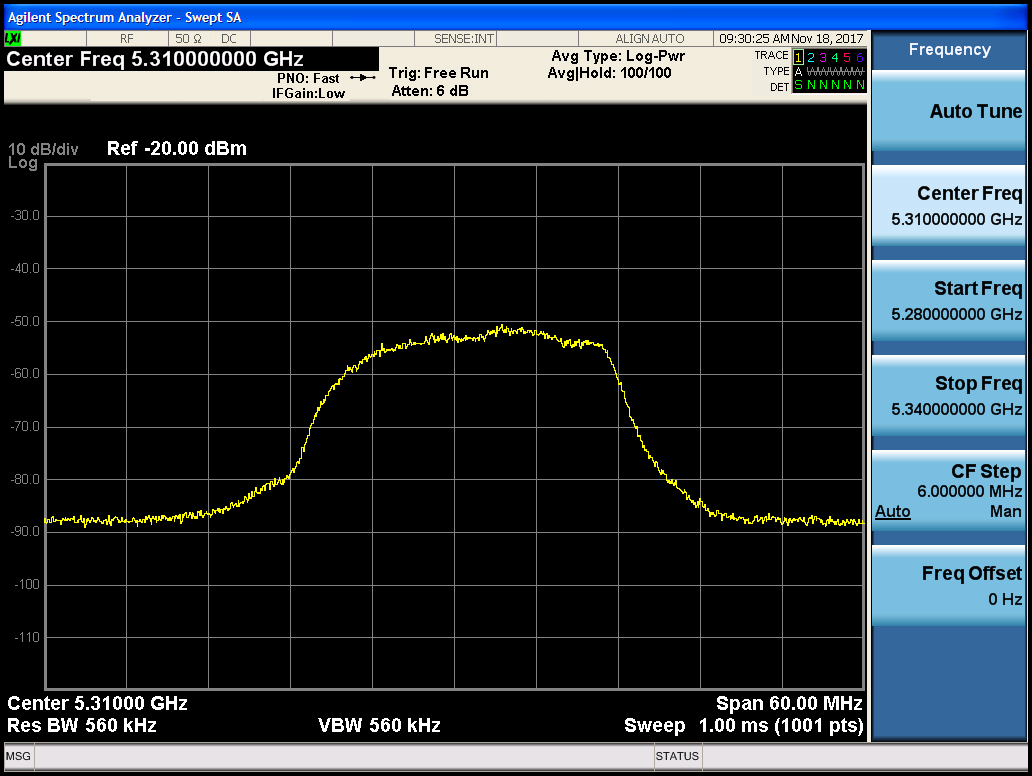 Agilent Spectrum Analyzer - Swept SA
LXI RF 50 Ω DC SENSE:INT ALIGN AUTO 09:30:25 AM Nov 18, 2017
Center Freq 5.310000000 GHz
PNO: Fast
IFGain:Low
Trig: Free Run
Atten: 6 dB
Avg Type: Log-Pwr
Avg|Hold: 100/100
TRACE 1 2 3 4 5 6
TYPE A WWWWW
DET S N N N N N
Frequency
Auto Tune
Center Freq
5.310000000 GHz
Start Freq
5.280000000 GHz
Stop Freq
5.340000000 GHz
CF Step
6.000000 MHz
Auto Man
Freq Offset
0 Hz
10 dB/div Ref -20.00 dBm
Log
-30.0
-40.0
-50.0
-60.0
-70.0
-80.0
-90.0
-100
-110
Center 5.31000 GHz Span 60.00 MHz
Res BW 560 kHz VBW 560 kHz Sweep 1.00 ms (1001 pts)
MSG STATUS